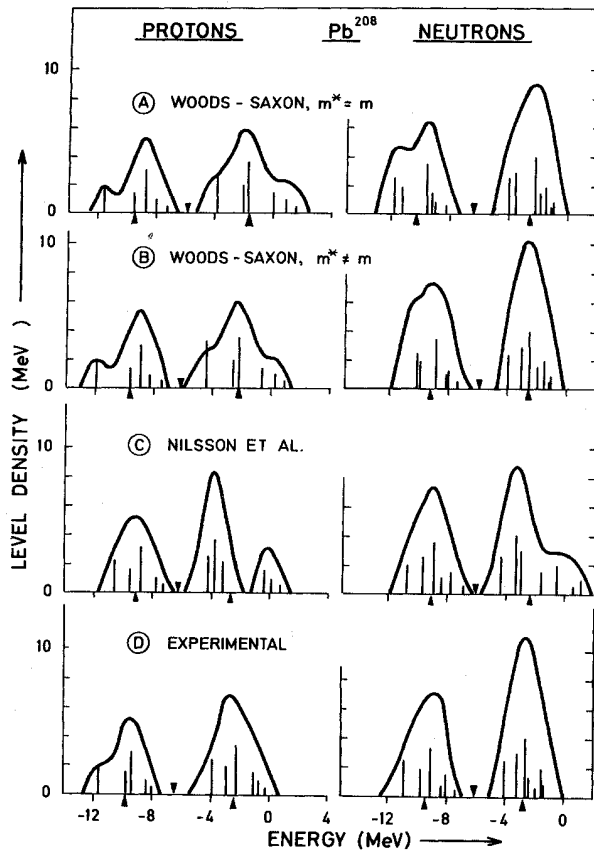 PROTONS Pb208 NEUTRONS
10
A WOODS - SAXON, m* = m
0
10
B WOODS - SAXON, m* ≠ m
0
10
C NILSSON ET AL.
0
10
D EXPERIMENTAL
0
-12 -8 -4 0 4 -12 -8 -4 0
ENERGY (MeV)
LEVEL DENSITY (MeV )